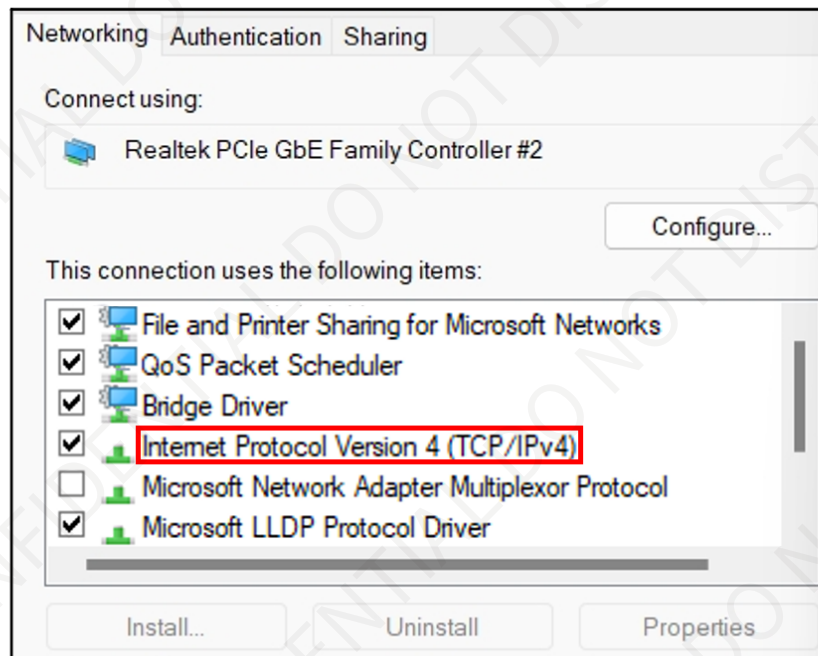 Networking Authentication Sharing
Connect using:
Realtek PCIe GbE Family Controller #2
Configure...
This connection uses the following items:
File and Printer Sharing for Microsoft Networks
QoS Packet Scheduler
Bridge Driver
Internet Protocol Version 4 (TCP/IPv4)
Microsoft Network Adapter Multiplexor Protocol
Microsoft LLDP Protocol Driver
Install... Uninstall Properties